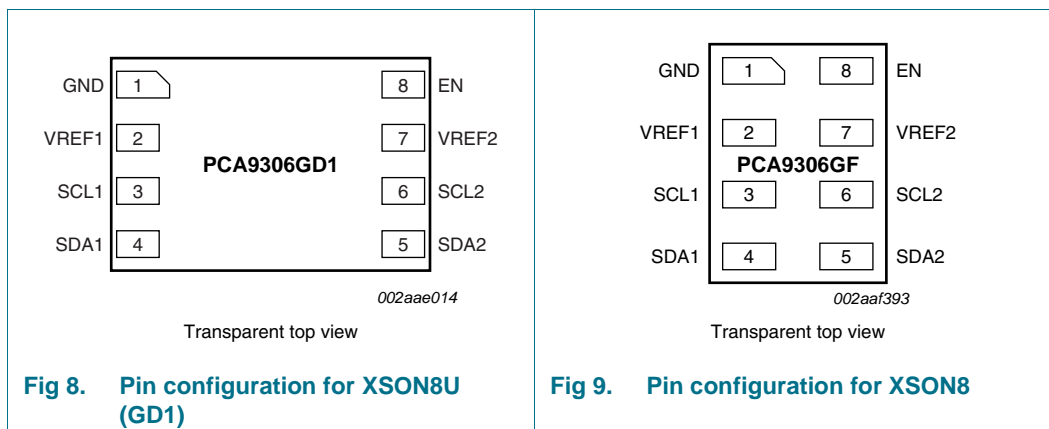 GND 1 8 EN
VREF1 2 7 VREF2
PCA9306GD1
SCL1 3 6 SCL2
SDA1 4 5 SDA2
002aae014
Transparent top view
Fig 8. Pin configuration for XSON8U
(GD1)
GND 1 8 EN
VREF1 2 7 VREF2
PCA9306GF
SCL1 3 6 SCL2
SDA1 4 5 SDA2
002aaf393
Transparent top view
Fig 9. Pin configuration for XSON8